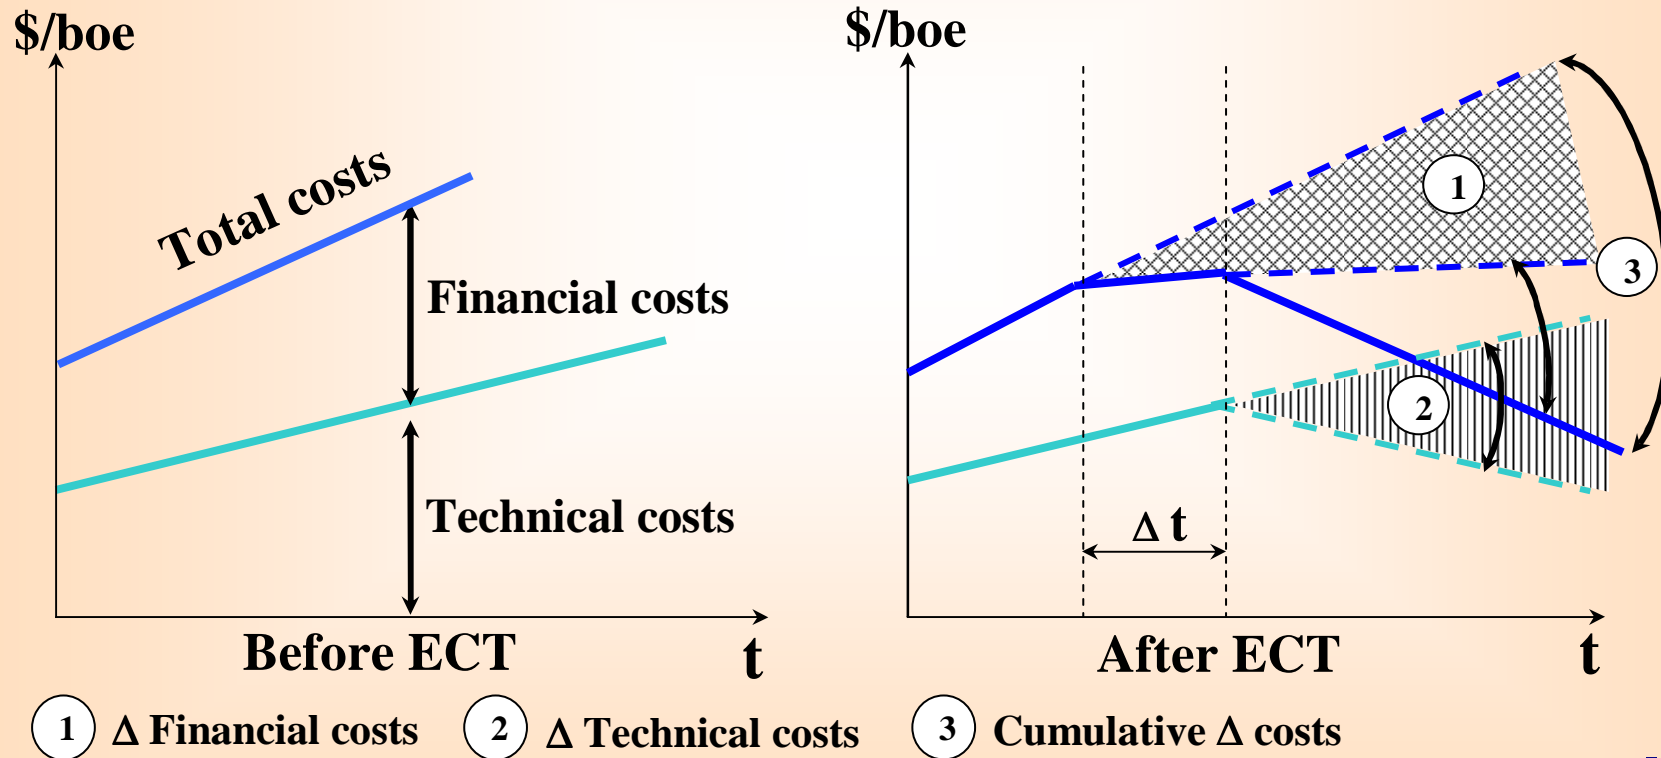 $/boe
Total costs
Financial costs
Technical costs
Before ECT
t
$/boe
1
3
2
Δ t
After ECT
t
1 Δ Financial costs
2 Δ Technical costs
3 Cumulative Δ costs